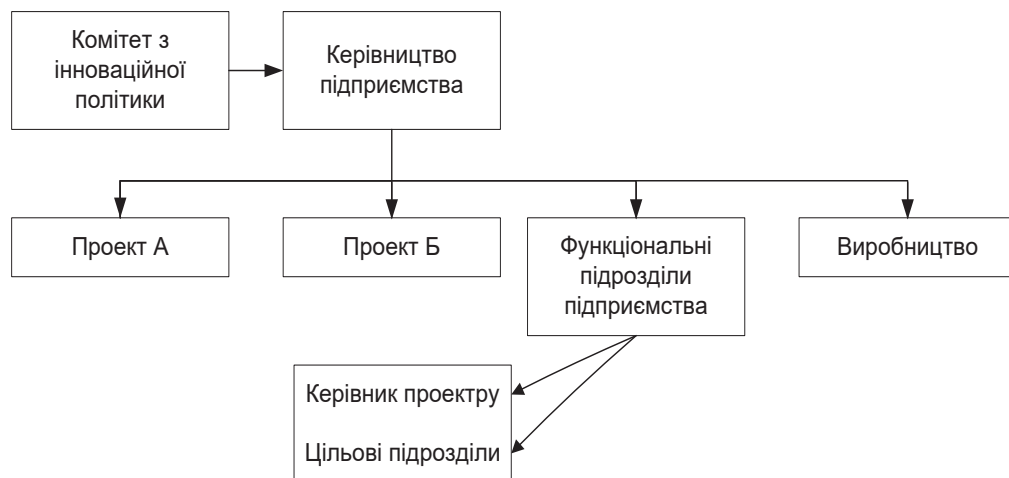 Комітет з
інноваційної
політики
Керівництво
підприємства
Проект А
Проект Б
Функціональні
підрозділи
підприємства
Виробництво
Керівник проектру
Цільові підрозділи